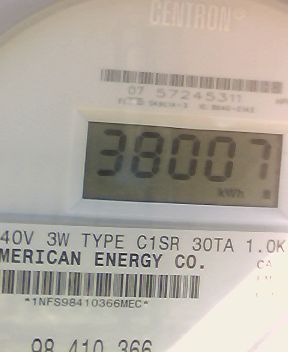 CENTRON
07 57245311
38007
kWh
40V 3W TYPE C1SR 30TA 1.0K
MERICAN ENERGY CO.
CA
*1NFS98410366MEC*
98 410 366